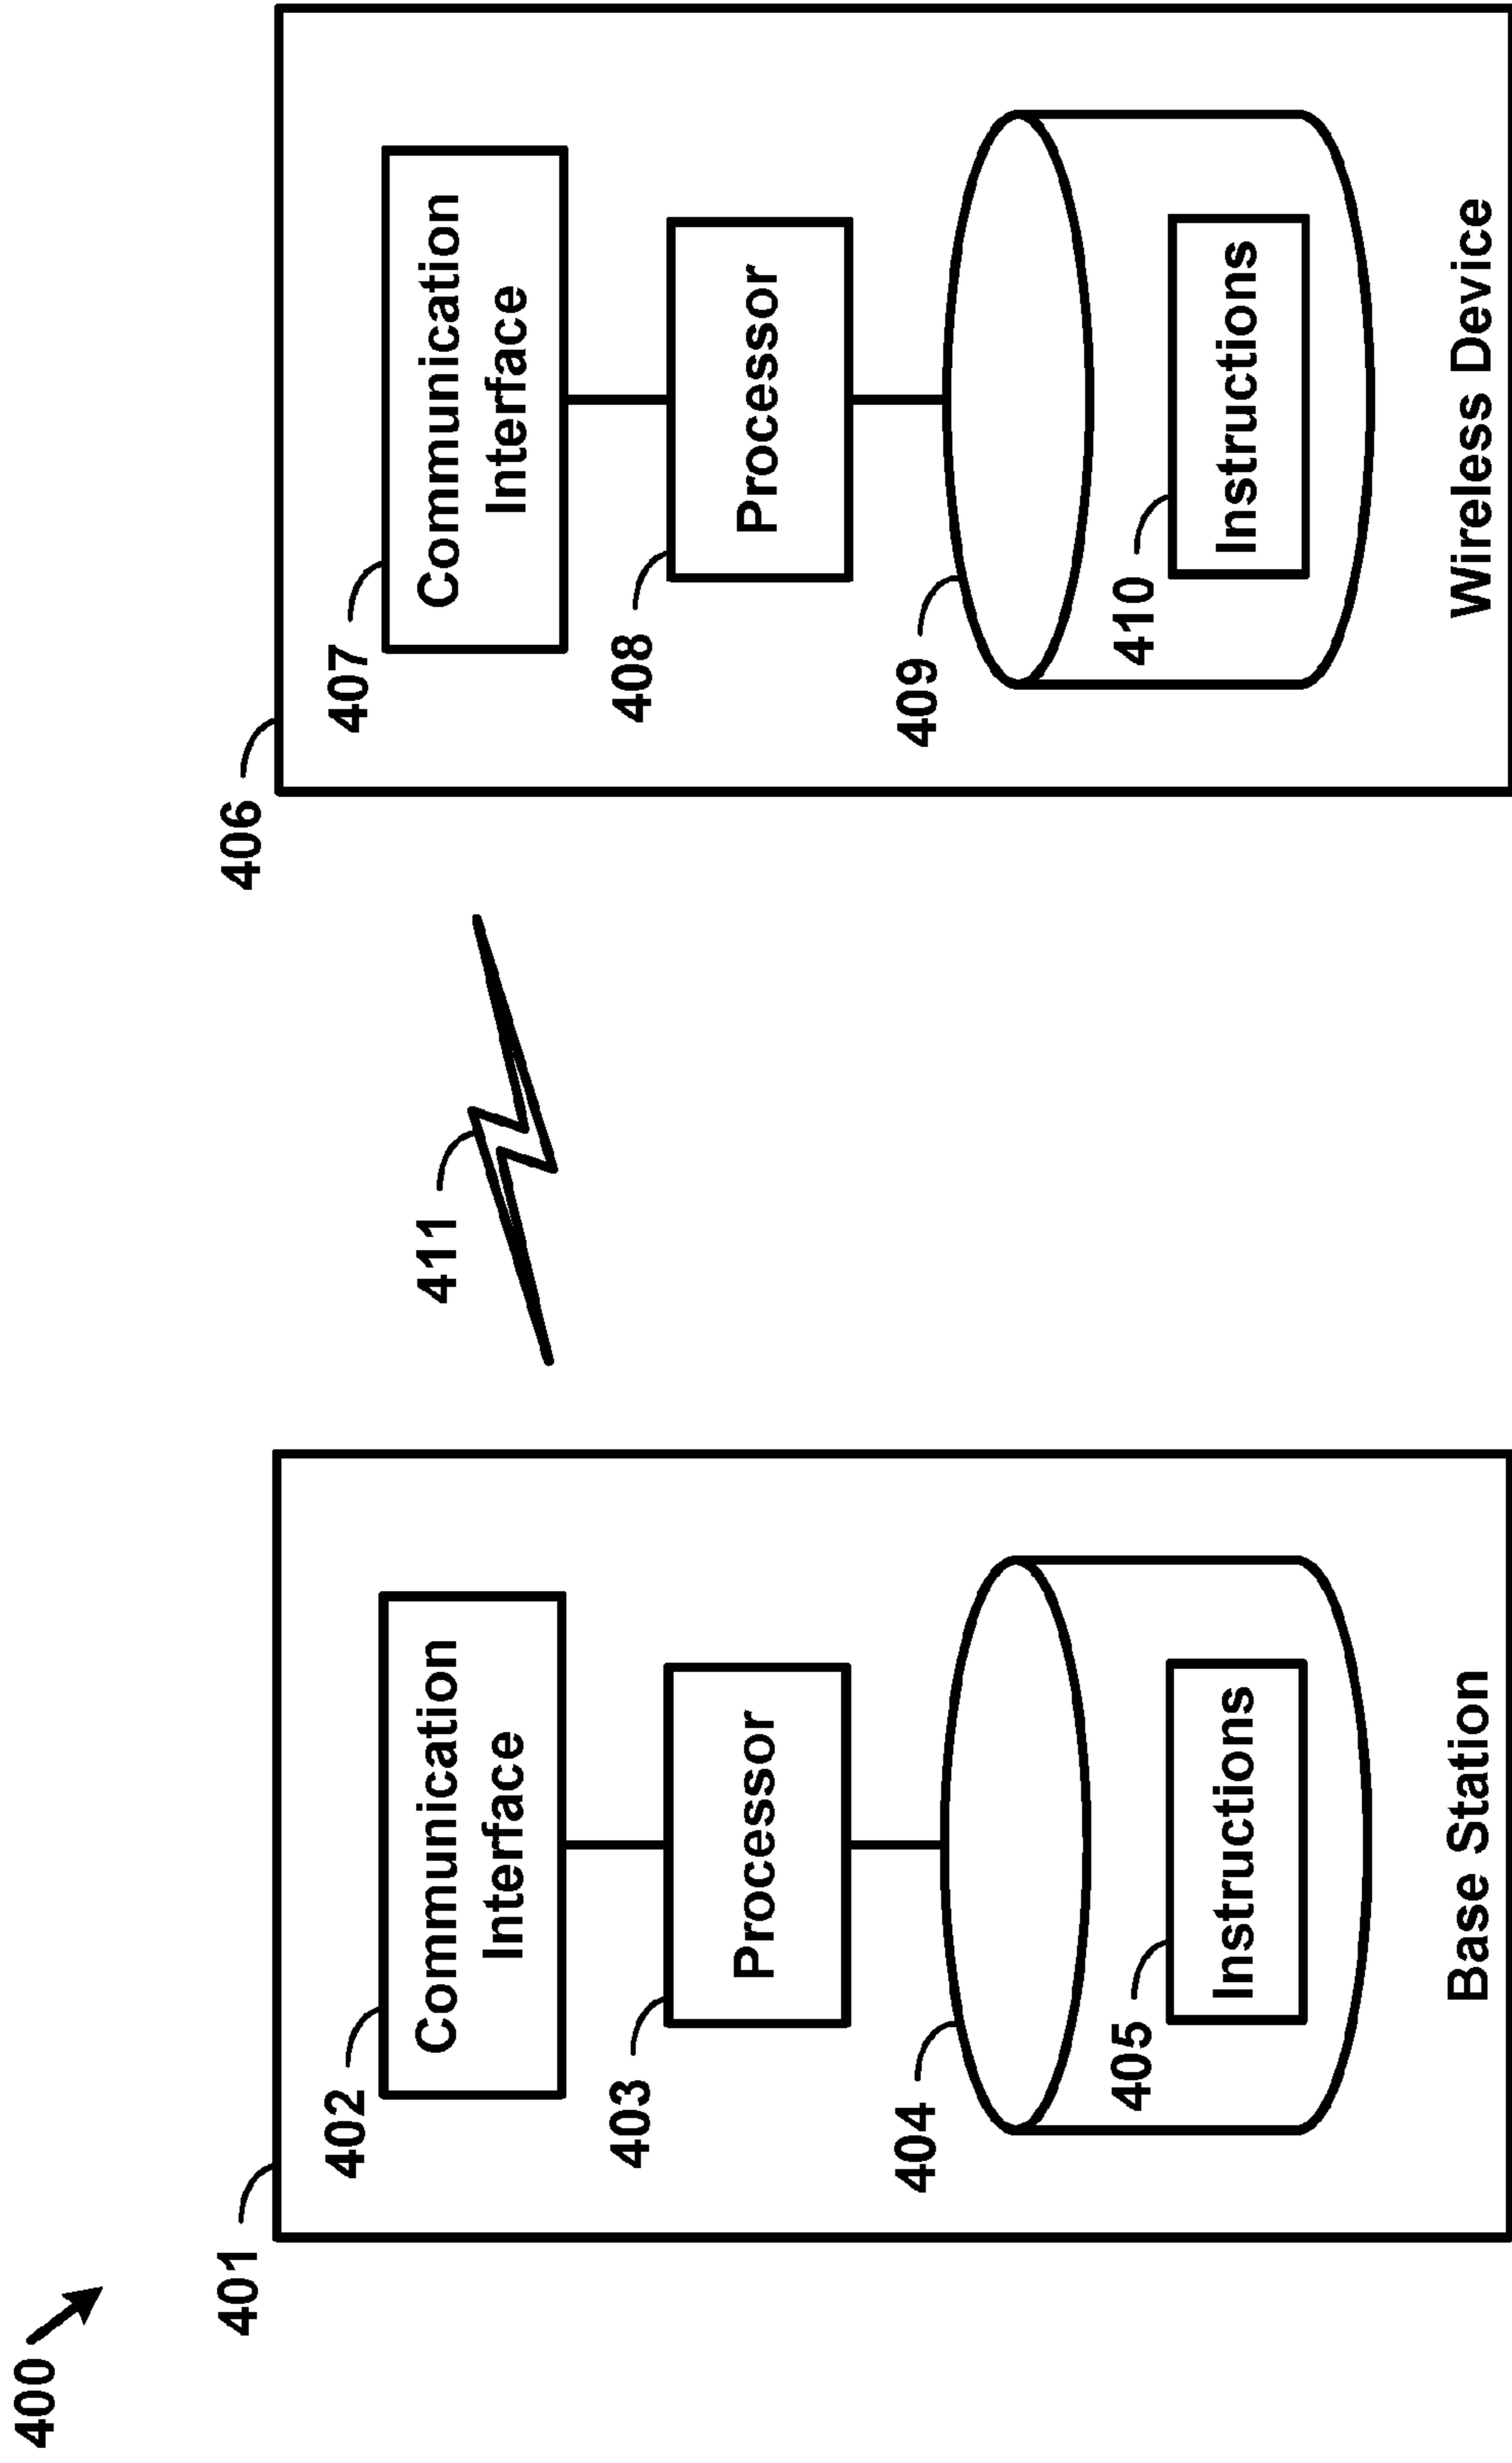 400
401
402
Communication
Interface
403
Processor
404
405
Instructions
Base Station
411
406
407
Communication
Interface
408
Processor
409
410
Instructions
Wireless Device